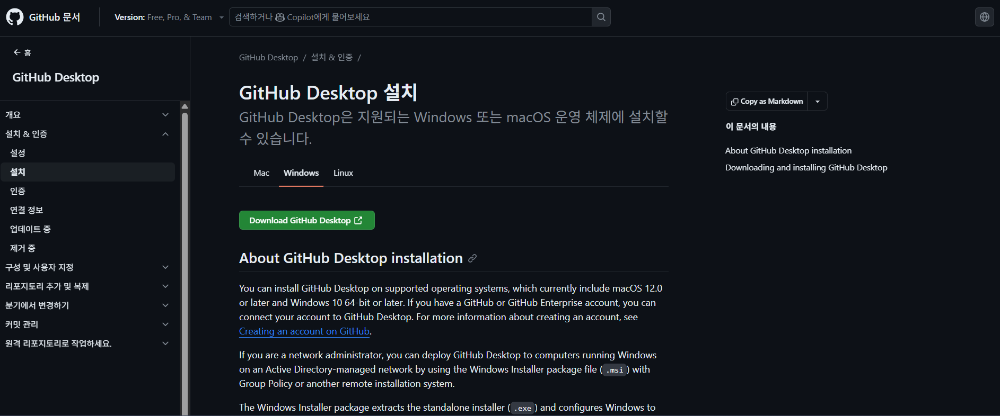 GitHub 문서
Version: Free, Pro, & Team
검색하거나 Copilot에게 물어보세요
홈
GitHub Desktop
개요
설치 & 인증
설정
설치
인증
연결 정보
업데이트 중
제거 중
구성 및 사용자 지정
리포지토리 추가 및 복제
분기에서 변경하기
커밋 관리
원격 리포지토리로 작업하세요.
GitHub Desktop / 설치 & 인증 /
GitHub Desktop 설치
GitHub Desktop은 지원되는 Windows 또는 macOS 운영 체제에 설치할
수 있습니다.
Mac Windows Linux
Download GitHub Desktop
About GitHub Desktop installation
You can install GitHub Desktop on supported operating systems, which currently include macOS 12.0
or later and Windows 10 64-bit or later. If you have a GitHub or GitHub Enterprise account, you can
connect your account to GitHub Desktop. For more information about creating an account, see
Creating an account on GitHub.
If you are a network administrator, you can deploy GitHub Desktop to computers running Windows
on an Active Directory-managed network by using the Windows Installer package file (.msi) with
Group Policy or another remote installation system.
The Windows Installer package extracts the standalone installer (.exe) and configures Windows to
Copy as Markdown
이 문서의 내용
About GitHub Desktop installation
Downloading and installing GitHub Desktop